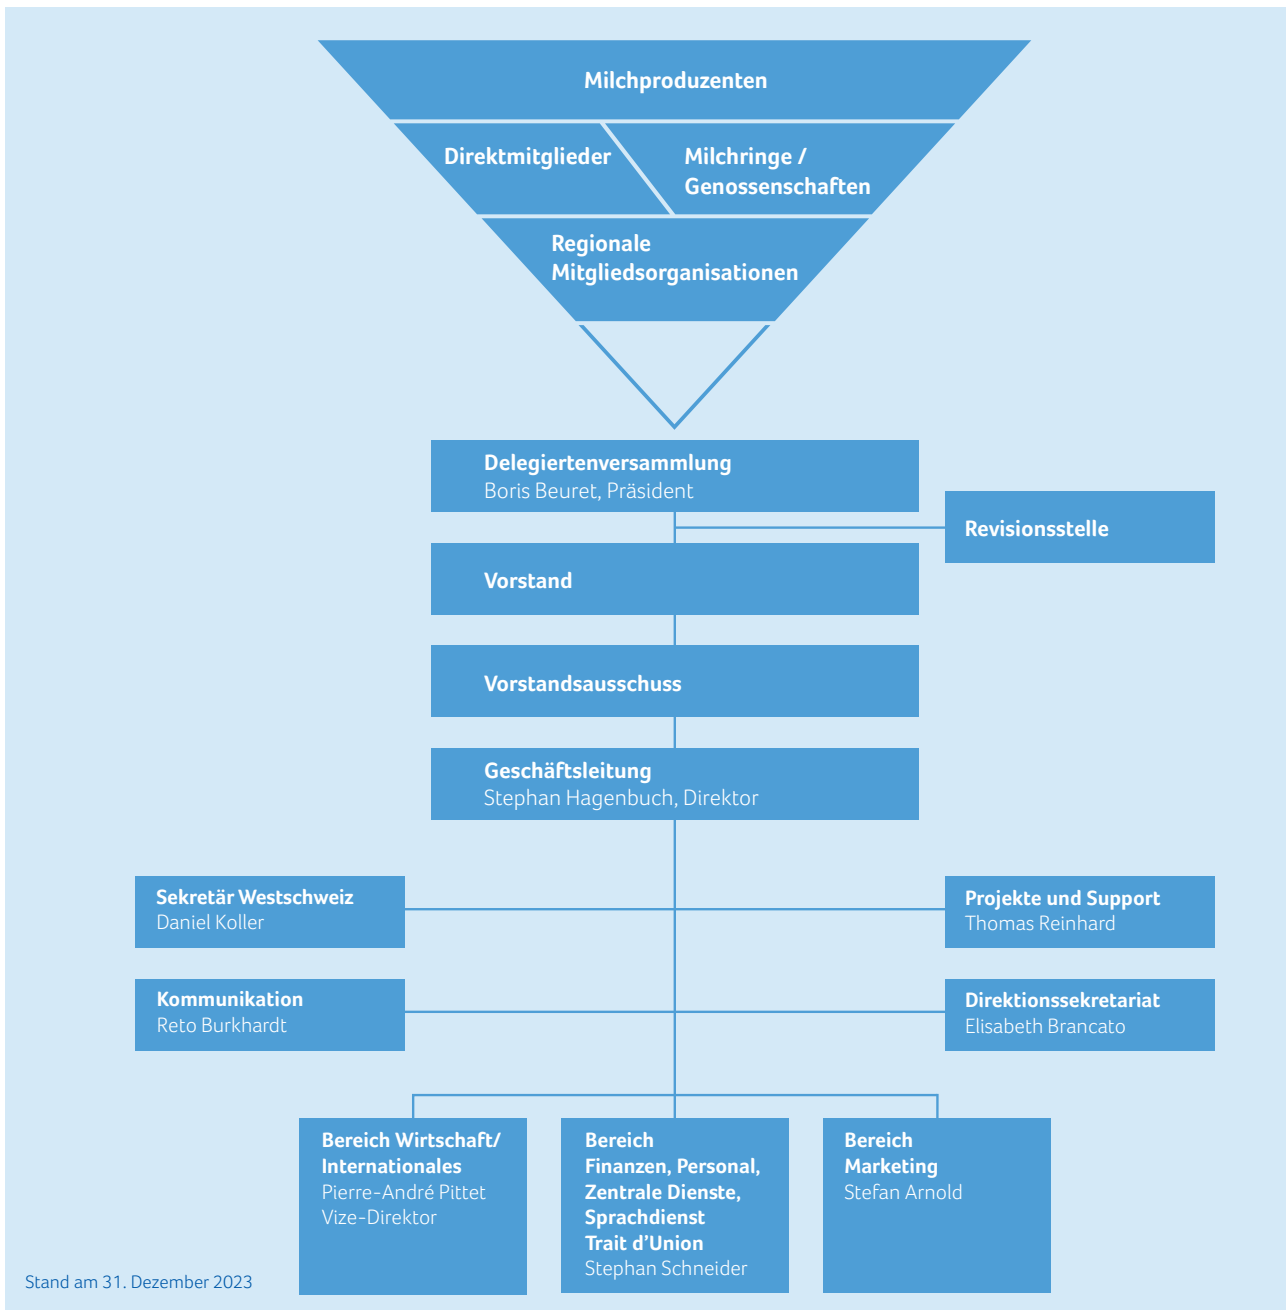 Milchproduzenten
Direktmitglieder
Milchringe /
Genossenschaften
Regionale
Mitgliedsorganisationen
Delegiertenversammlung
Boris Beuret, Präsident
Revisionsstelle
Vorstand
Vorstandsausschuss
Geschäftsleitung
Stephan Hagenbuch, Direktor
Sekretär Westschweiz
Daniel Koller
Projekte und Support
Thomas Reinhard
Kommunikation
Reto Burkhardt
Direktionssekretariat
Elisabeth Brancato
Bereich Wirtschaft/
Internationales
Pierre-André Pittet
Vize-Direktor
Bereich
Finanzen, Personal,
Zentrale Dienste,
Sprachdienst
Trait d’Union
Stephan Schneider
Bereich
Marketing
Stefan Arnold
Stand am 31. Dezember 2023